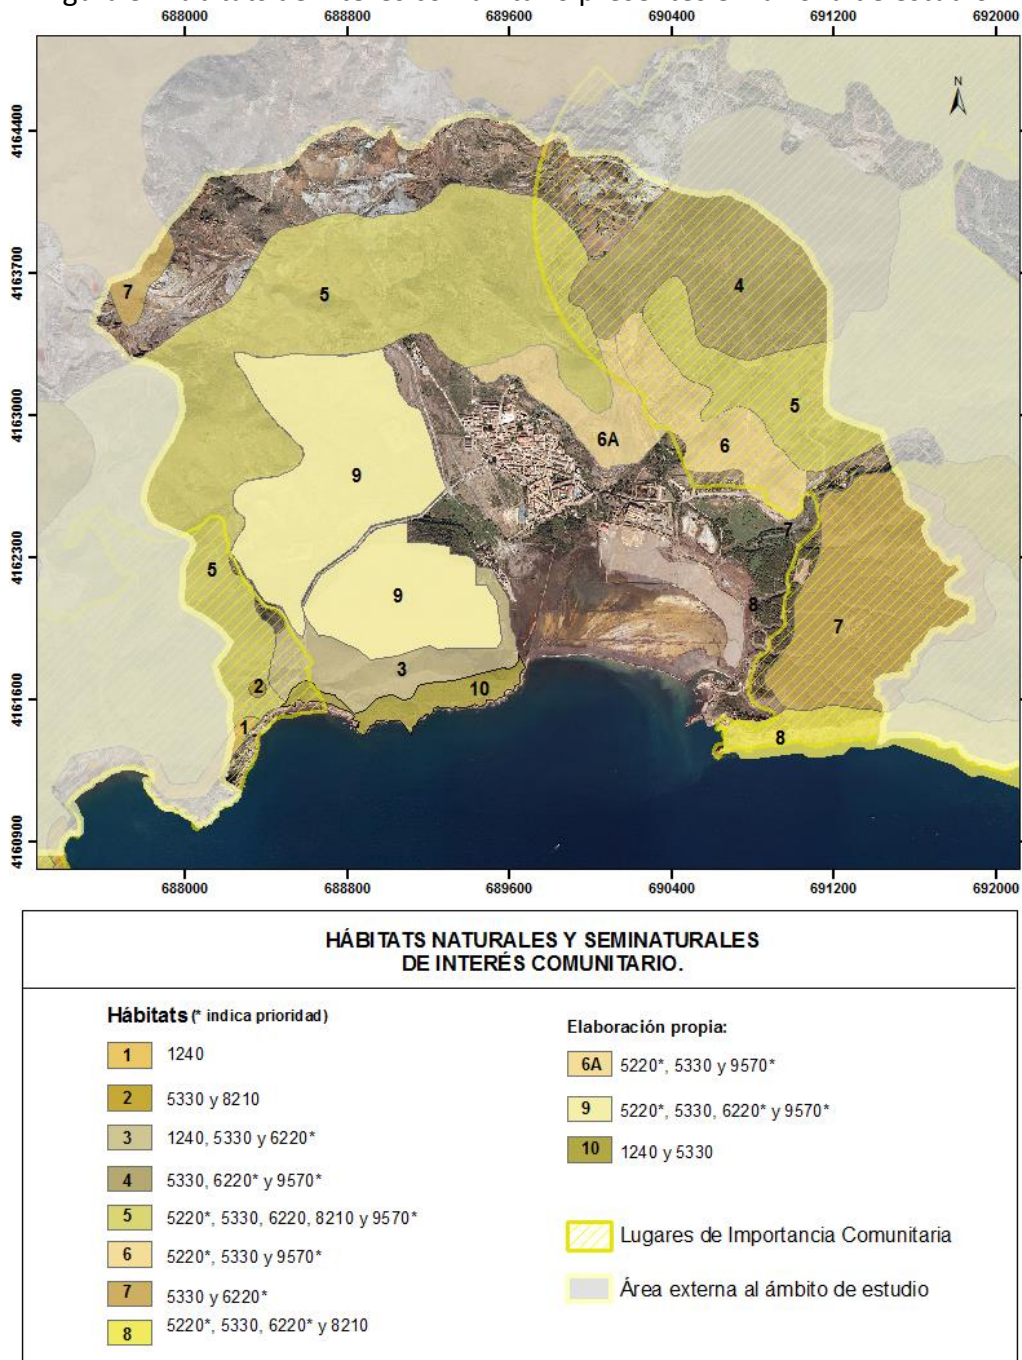 688000 688800 689600 690400 691200 692000
N
4164400
4163700
4163000
4162300
4161600
4160900
7
5
4
5
6A
6
9
7
5
9
8
7
3
2
10
1
8
688000 688800 689600 690400 691200 692000
HÁBITATS NATURALES Y SEMINATURALES
DE INTERÉS COMUNITARIO.
Hábitats (* indica prioridad)
1 1240
2 5330 y 8210
3 1240, 5330 y 6220*
4 5330, 6220* y 9570*
5 5220*, 5330, 6220, 8210 y 9570*
6 5220*, 5330 y 9570*
7 5330 y 6220*
8 5220*, 5330, 6220* y 8210
Elaboración propia:
6A 5220*, 5330 y 9570*
9 5220*, 5330, 6220* y 9570*
10 1240 y 5330
Lugares de Importancia Comunitaria
Área externa al ámbito de estudio